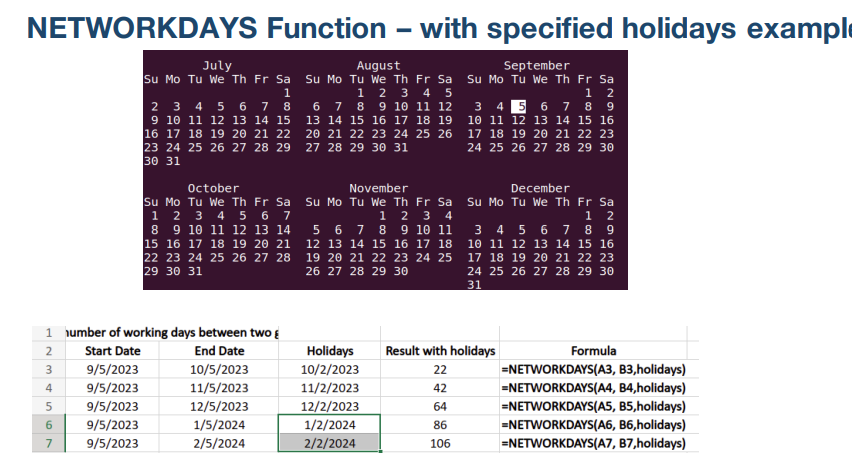 NETWORKDAYS Function – with specified holidays example
July August September
Su Mo Tu We Th Fr Sa Su Mo Tu We Th Fr Sa Su Mo Tu We Th Fr Sa
1 1 2 3 4 5 1 2
2 3 4 5 6 7 8 6 7 8 9 10 11 12 3 4 5 6 7 8 9
9 10 11 12 13 14 15 13 14 15 16 17 18 19 10 11 12 13 14 15 16
16 17 18 19 20 21 22 20 21 22 23 24 25 26 17 18 19 20 21 22 23
23 24 25 26 27 28 29 27 28 29 30 31 24 25 26 27 28 29 30
30 31
October November December
Su Mo Tu We Th Fr Sa Su Mo Tu We Th Fr Sa Su Mo Tu We Th Fr Sa
1 2 3 4 5 6 7 1 2 3 4 1 2
8 9 10 11 12 13 14 5 6 7 8 9 10 11 3 4 5 6 7 8 9
15 16 17 18 19 20 21 12 13 14 15 16 17 18 10 11 12 13 14 15 16
22 23 24 25 26 27 28 19 20 21 22 23 24 25 17 18 19 20 21 22 23
29 30 31 26 27 28 29 30 24 25 26 27 28 29 30
31
1 number of working days between two
2 Start Date End Date Holidays Result with holidays Formula
3 9/5/2023 10/5/2023 10/2/2023 22 =NETWORKDAYS(A3, B3,holidays)
4 9/5/2023 11/5/2023 11/2/2023 42 =NETWORKDAYS(A4, B4,holidays)
5 9/5/2023 12/5/2023 12/2/2023 64 =NETWORKDAYS(A5, B5,holidays)
6 9/5/2023 1/5/2024 1/2/2024 86 =NETWORKDAYS(A6, B6,holidays)
7 9/5/2023 2/5/2024 2/2/2024 106 =NETWORKDAYS(A7, B7,holidays)